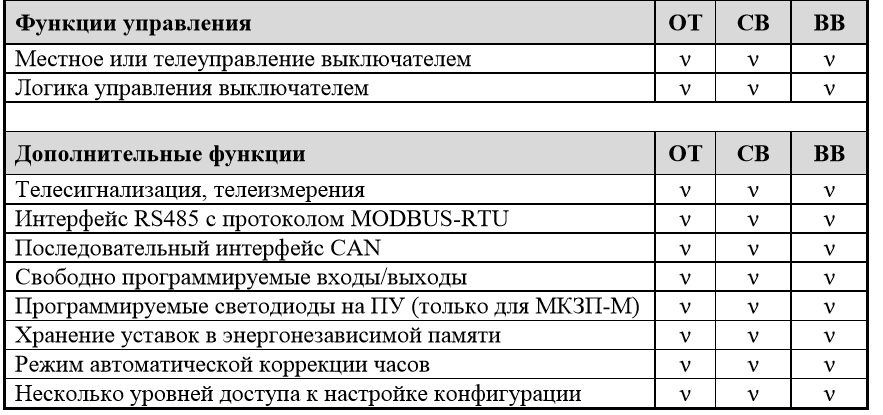 Функции управления ОТ СВ ВВ
Местное или телеуправление выключателем ν ν ν
Логика управления выключателем ν ν ν
Дополнительные функции ОТ СВ ВВ
Телесигнализация, телеизмерения ν ν ν
Интерфейс RS485 с протоколом MODBUS-RTU ν ν ν
Последовательный интерфейс CAN ν ν ν
Свободно программируемые входы/выходы ν ν ν
Программируемые светодиоды на ПУ (только для МКЗП-М) ν ν ν
Хранение уставок в энергонезависимой памяти ν ν ν
Режим автоматической коррекции часов ν ν ν
Несколько уровней доступа к настройке конфигурации ν ν ν